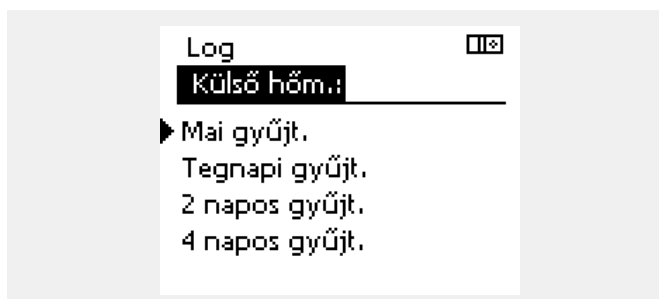 Log
Külső hőm.:
Mai gyűjt.
Tegnapi gyűjt.
2 napos gyűjt.
4 napos gyűjt.